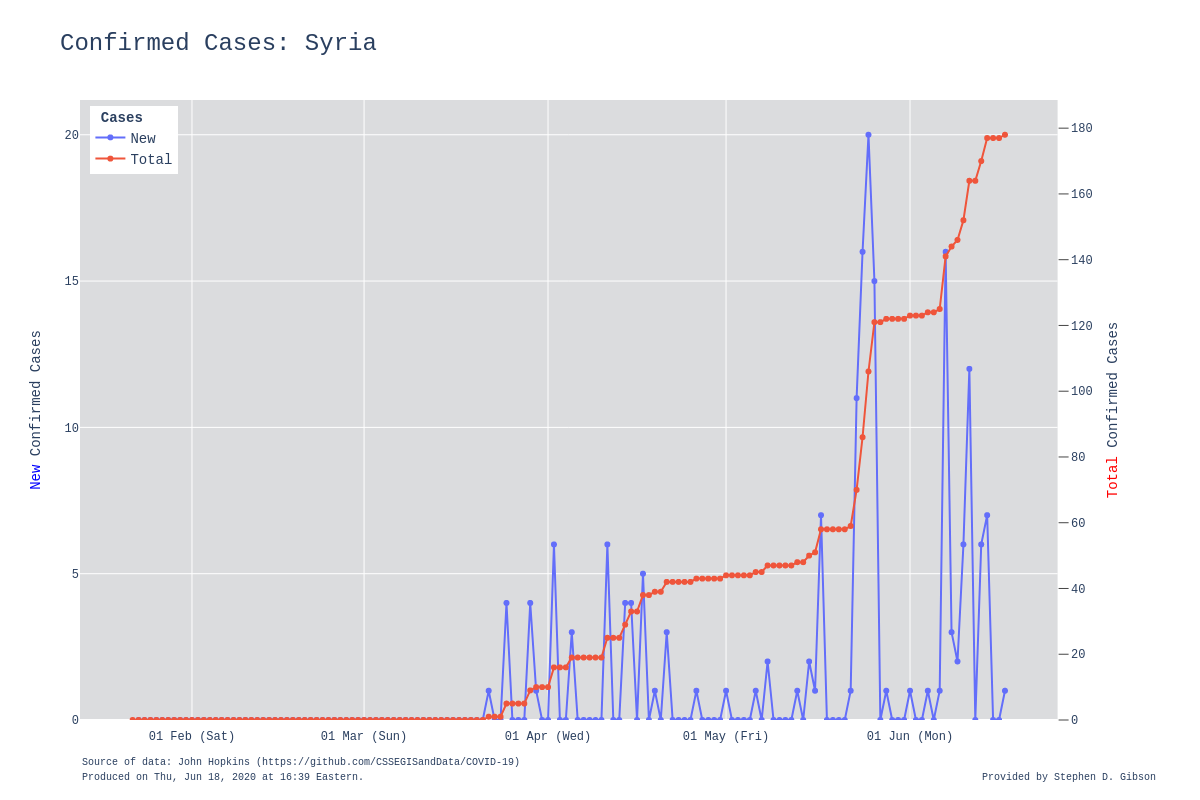 Confirmed Cases: Syria
Cases
New
Total
20
15
10
5
0
New Confirmed Cases
180
160
140
120
100
80
60
40
20
0
Total Confirmed Cases
01 Feb (Sat)
01 Mar (Sun)
01 Apr (Wed)
01 May (Fri)
01 Jun (Mon)
Source of data: John Hopkins (https://github.com/CSSEGISandData/COVID-19)
Produced on Thu, Jun 18, 2020 at 16:39 Eastern.
Provided by Stephen D. Gibson